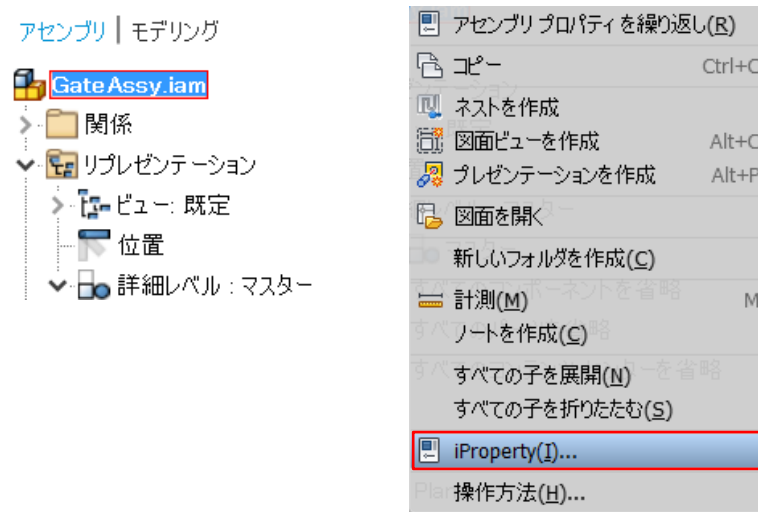 アセンブリ | モデリング
Gate Assy.iam
関係
リプレゼンテーション
ビュー: 既定
位置
詳細レベル : マスター
アセンブリ プロパティを繰り返し(R)
コピー Ctrl+C
ネストを作成
図面ビューを作成 Alt+C
プレゼンテーションを作成 Alt+P
図面を開く
新しいフォルダを作成(C)
計測(M) M
ノートを作成(C)
すべての子を展開(N)
すべての子を折りたたむ(S)
iProperty(I)...
操作方法(H)...